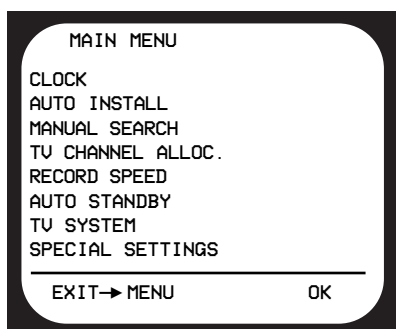 MAIN MENU
CLOCK
AUTO INSTALL
MANUAL SEARCH
TV CHANNEL ALLOC.
RECORD SPEED
AUTO STANDBY
TV SYSTEM
SPECIAL SETTINGS
EXIT→MENU OK